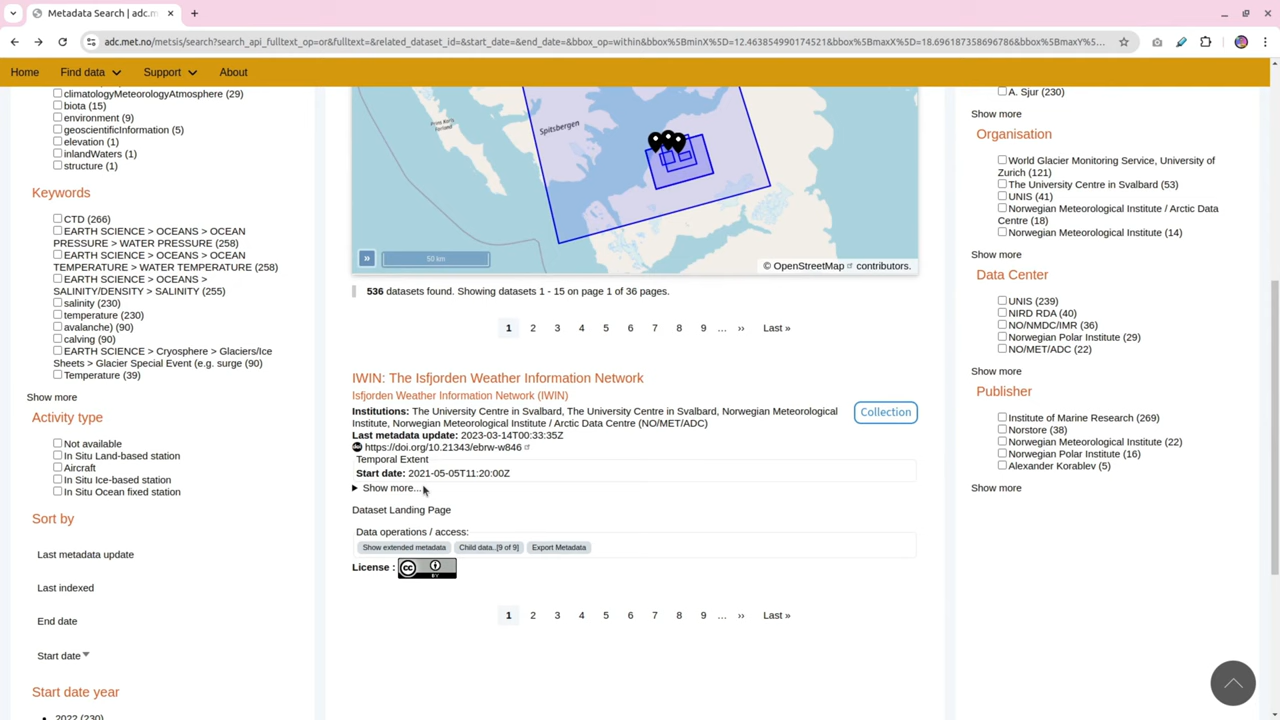 Metadata Search | adc.m
adc.met.no/metsis/search?search_api_fulltext_op=or&fulltext=&related_dataset_id=&start_date=&end_date=&bbox_op=within&bbox%5BminX%5D=12.463854990174521&bbox%5BmaxX%5D=18.696187358696786&bbox%5BmaxY%5...
Home
Find data
Support
About
climatologyMeteorologyAtmosphere (29)
biota (15)
environment (9)
geoscientificInformation (5)
elevation (1)
inlandWaters (1)
structure (1)
Keywords
CTD (266)
EARTH SCIENCE > OCEANS > OCEAN
PRESSURE > WATER PRESSURE (258)
EARTH SCIENCE > OCEANS > OCEAN
TEMPERATURE > WATER TEMPERATURE (258)
EARTH SCIENCE > OCEANS >
SALINITY/DENSITY > SALINITY (255)
salinity (230)
temperature (230)
avalanche) (90)
calving (90)
EARTH SCIENCE > Cryosphere > Glaciers/Ice
Sheets > Glacier Special Event (e.g. surge (90)
Temperature (39)
Show more
Activity type
Not available
In Situ Land-based station
Aircraft
In Situ Ice-based station
In Situ Ocean fixed station
Sort by
Last metadata update
Last indexed
End date
Start date
Start date year
2022 (230)
Spitsbergen
50 km
»
© OpenStreetMap contributors.
536 datasets found. Showing datasets 1 - 15 on page 1 of 36 pages.
1 2 3 4 5 6 7 8 9 … ›› Last »
IWIN: The Isfjorden Weather Information Network
Isfjorden Weather Information Network (IWIN)
Institutions: The University Centre in Svalbard, The University Centre in Svalbard, Norwegian Meteorological
Institute, Norwegian Meteorological Institute / Arctic Data Centre (NO/MET/ADC)
Collection
Last metadata update: 2023-03-14T00:33:35Z
https://doi.org/10.21343/ebrw-w846
Temporal Extent
Start date: 2021-05-05T11:20:00Z
Show more...
Dataset Landing Page
Data operations / access:
Show extended metadata
Child data..[9 of 9]
Export Metadata
License :
CC BY
1 2 3 4 5 6 7 8 9 … ›› Last »
A. Sjur (230)
Show more
Organisation
World Glacier Monitoring Service, University of
Zurich (121)
The University Centre in Svalbard (53)
UNIS (41)
Norwegian Meteorological Institute / Arctic Data
Centre (18)
Norwegian Meteorological Institute (14)
Show more
Data Center
UNIS (239)
NIRD RDA (40)
NO/NMDC/IMR (36)
Norwegian Polar Institute (29)
NO/MET/ADC (22)
Show more
Publisher
Institute of Marine Research (269)
Norstore (38)
Norwegian Meteorological Institute (22)
Norwegian Polar Institute (16)
Alexander Korablev (5)
Show more